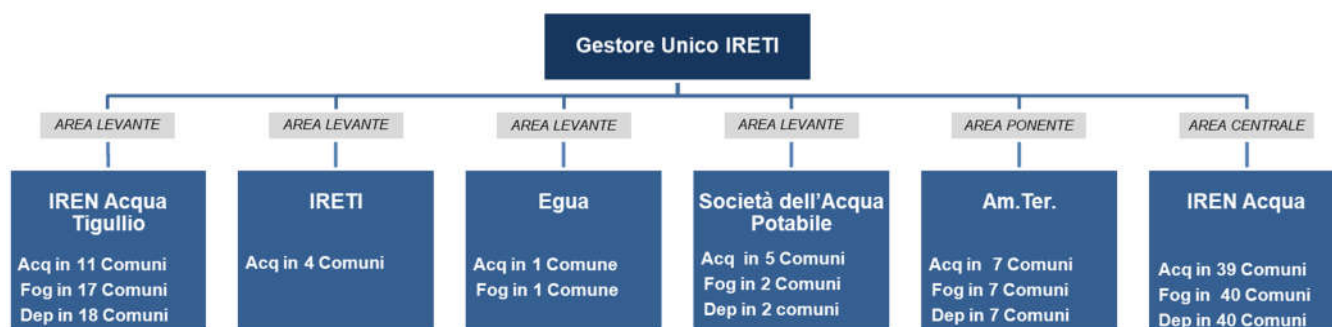 Gestore Unico IRETI
AREA LEVANTE
AREA LEVANTE
AREA LEVANTE
AREA LEVANTE
AREA PONENTE
AREA CENTRALE
IREN Acqua
Tigullio
Acq in 11 Comuni
Fog in 17 Comuni
Dep in 18 Comuni
IRETI
Acq in 4 Comuni
Egua
Acq in 1 Comune
Fog in 1 Comune
Società dell'Acqua
Potabile
Acq in 5 Comuni
Fog in 2 Comuni
Dep in 2 comuni
Am.Ter.
Acq in 7 Comuni
Fog in 7 Comuni
Dep in 7 Comuni
IREN Acqua
Acq in 39 Comuni
Fog in 40 Comuni
Dep in 40 Comuni